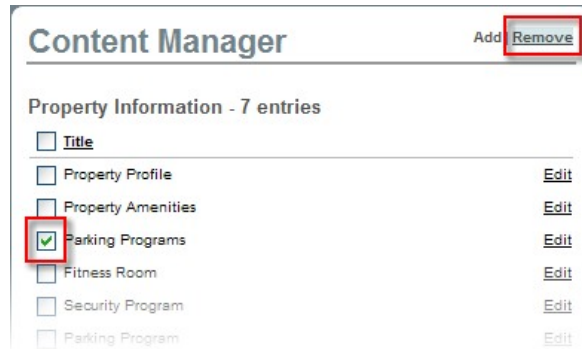 Content Manager
Add | Remove
Property Information - 7 entries
Title
Property Profile Edit
Property Amenities Edit
Parking Programs Edit
Fitness Room Edit
Security Program Edit
Parking Program Edit